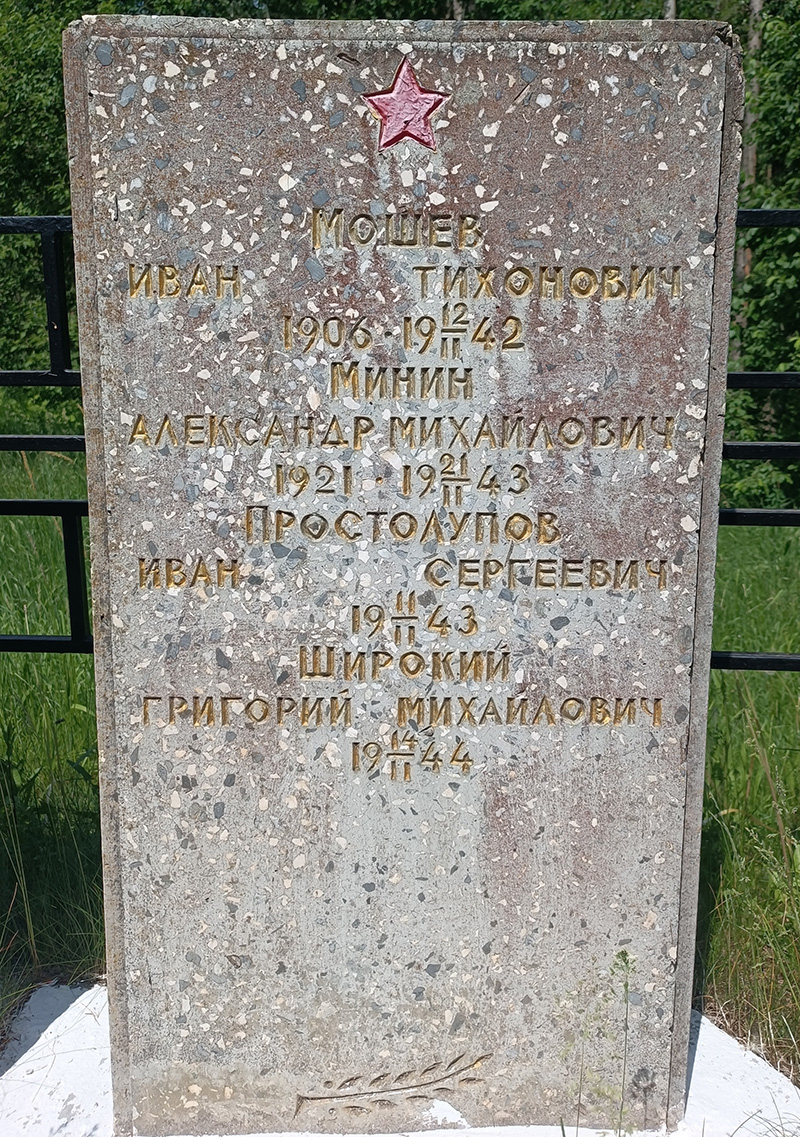 Мошев
Иван Тихонович
1906 · 19 12/II 42
Минин
Александр Михайлович
1921 · 19 21/II 43
Простолупов
Иван Сергеевич
19 11/II 43
Широкий
Григорий Михайлович
19 14/II 44